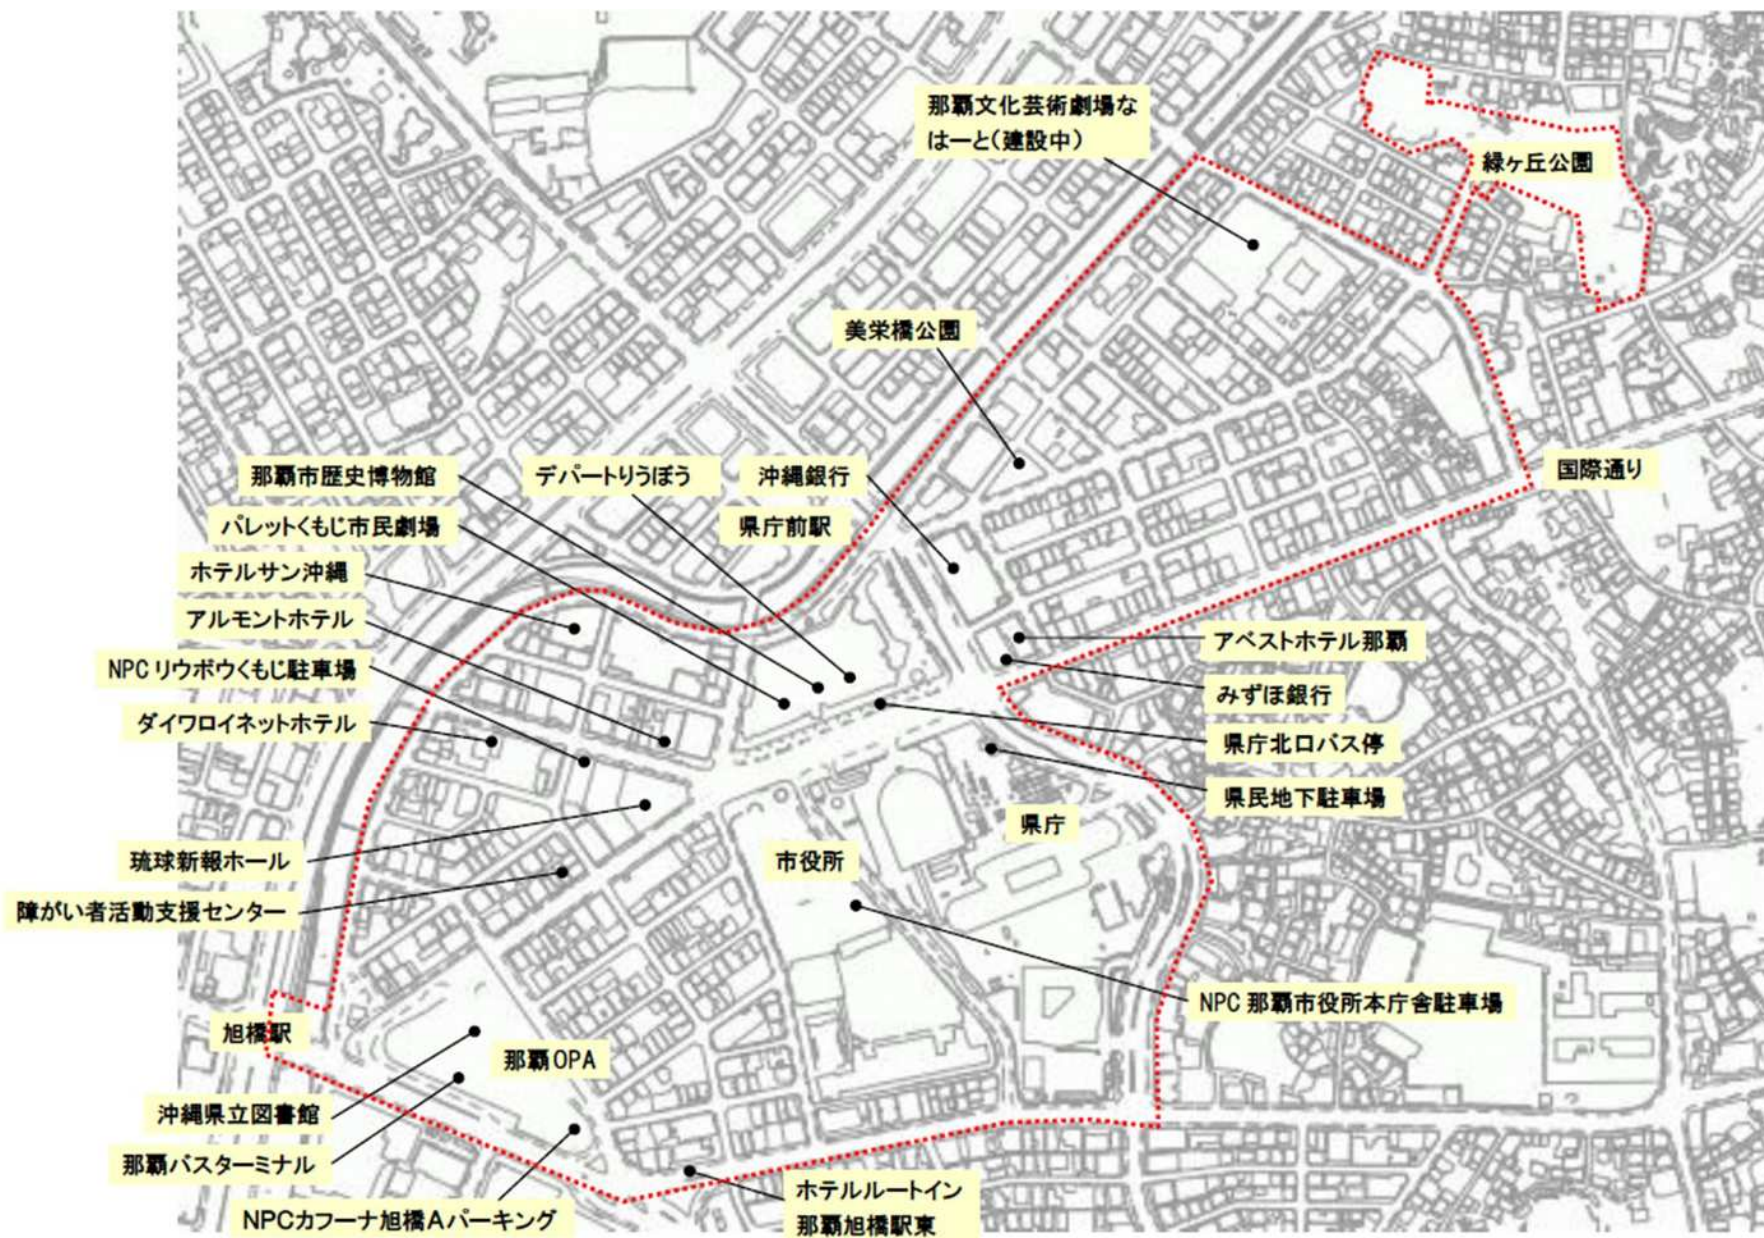 那覇文化芸術劇場な
はーと(建設中)
緑ヶ丘公園
美栄橋公園
那覇市歴史博物館
デパートりうぼう
沖縄銀行
国際通り
パレットくもじ市民劇場
県庁前駅
ホテルサン沖縄
アルモントホテル
アベストホテル那覇
NPCリウボウくもじ駐車場
みずほ銀行
ダイワロイネットホテル
県庁北口バス停
県民地下駐車場
県庁
琉球新報ホール
市役所
障がい者活動支援センター
NPC那覇市役所本庁舎駐車場
旭橋駅
那覇OPA
沖縄県立図書館
那覇バスターミナル
ホテルルートイン
那覇旭橋駅東
NPCカフーナ旭橋Aパーキング